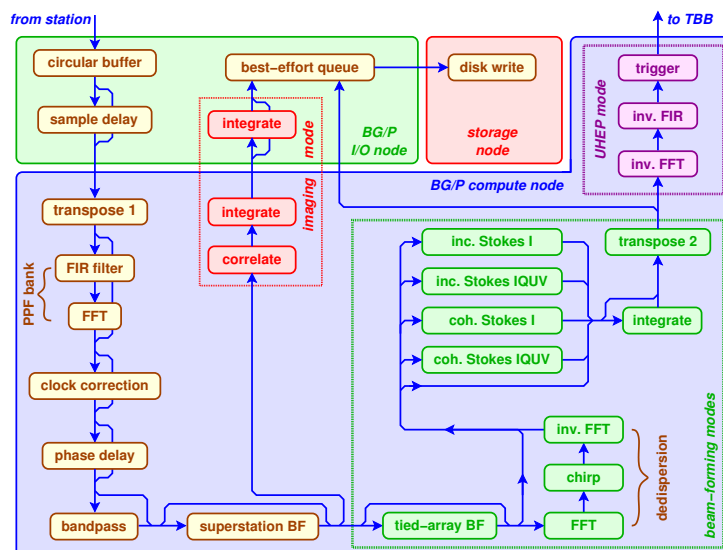 from station
to TBB
circular buffer
best-effort queue
disk write
trigger
sample delay
integrate
inv. FIR
UHEP mode
BG/P
I/O node
mode
storage
node
inv. FFT
BG/P compute node
transpose 1
integrate
imaging
inc. Stokes I
transpose 2
FIR filter
correlate
PPF bank
inc. Stokes IQUV
FFT
coh. Stokes I
integrate
coh. Stokes IQUV
clock correction
inv. FFT
phase delay
chirp
dedispersion
beam-forming modes
bandpass
superstation BF
tied-array BF
FFT